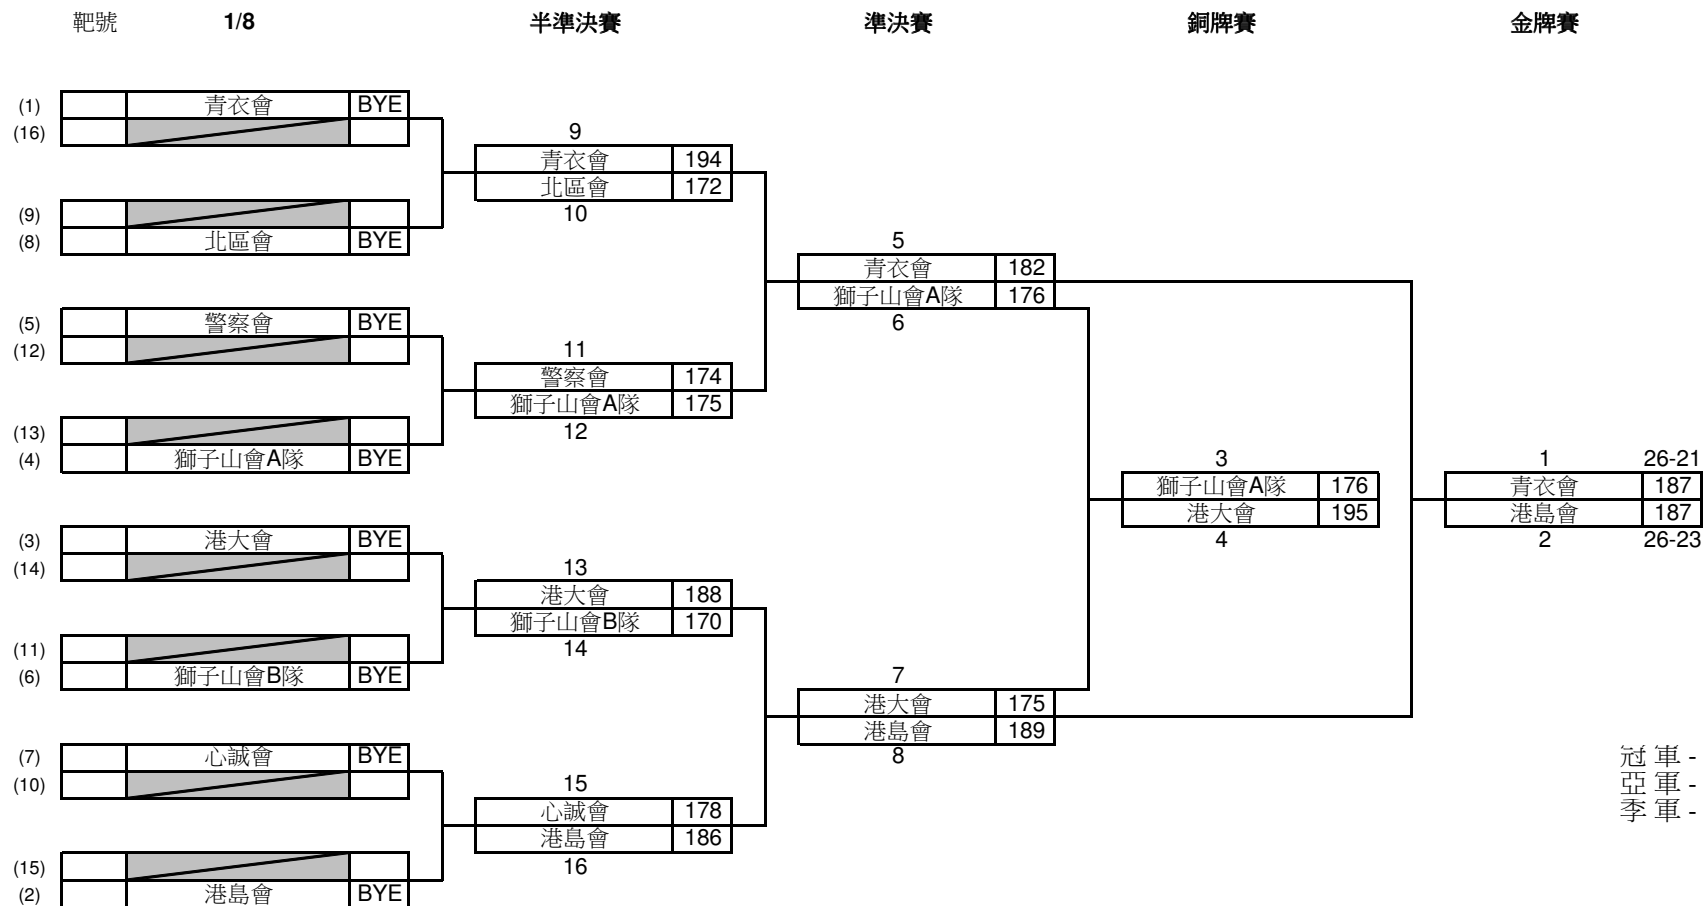 靶號 1/8 半準決賽 準決賽 銅牌賽 金牌賽
(1) 青衣會 BYE
(16)
9
青衣會 194
北區會 172
10
(9)
(8) 北區會 BYE
5
青衣會 182
獅子山會A隊 176
6
(5) 警察會 BYE
(12)
11
警察會 174
獅子山會A隊 175
12
(13)
(4) 獅子山會A隊 BYE
3
獅子山會A隊 176
港大會 195
4
1 26-21
青衣會 187
港島會 187
2 26-23
(3) 港大會 BYE
(14)
13
港大會 188
獅子山會B隊 170
14
(11)
(6) 獅子山會B隊 BYE
7
港大會 175
港島會 189
8
(7) 心誠會 BYE
(10)
15
心誠會 178
港島會 186
16
(15)
(2) 港島會 BYE
冠 軍 -
亞 軍 -
季 軍 -